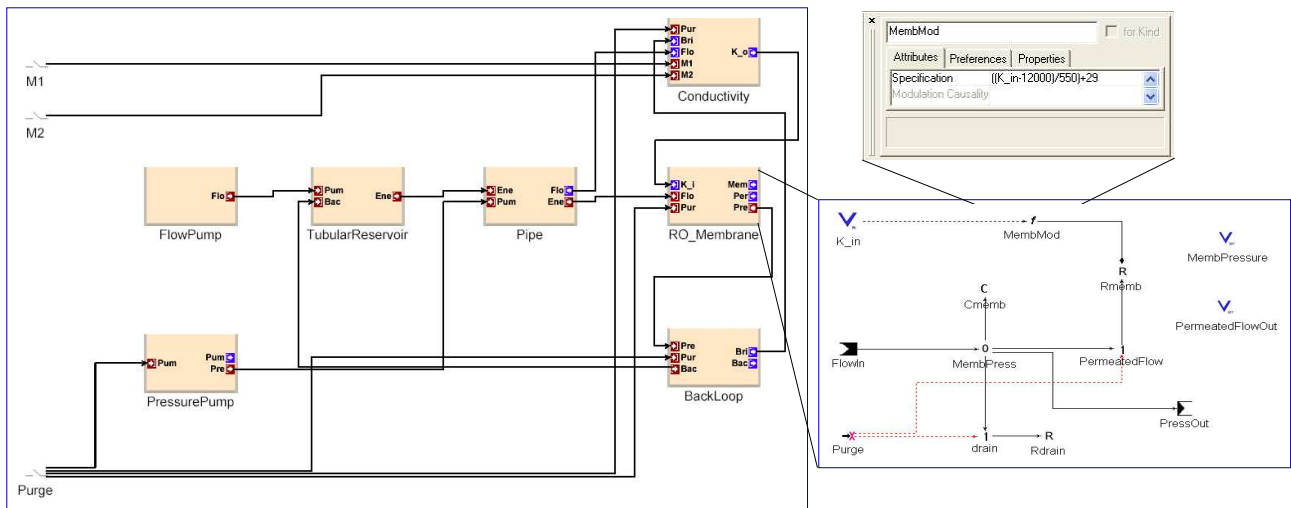 M1
M2
Pur
Bri
Flo
M1
M2
K_o
Conductivity
Flo
FlowPump
Pum
Bac
Ene
TubularReservoir
Ene
Pum
Flo
Ene
Pipe
K_i
Flo
Pur
Mem
Per
Pre
RO_Membrane
Pum
Pum
Pre
PressurePump
Pre
Pur
Bac
Bri
Bac
BackLoop
Purge
MembMod
for Kind
Attributes Preferences Properties
Specification ((K_in-12000)/550)+29
Modulation Causality
K_in
f
MembMod
MembPressure
R
Rmemb
C
Cmemb
PermeatedFlowOut
FlowIn
0
MembPress
1
PermeatedFlow
PressOut
Purge
1
drain
R
Rdrain